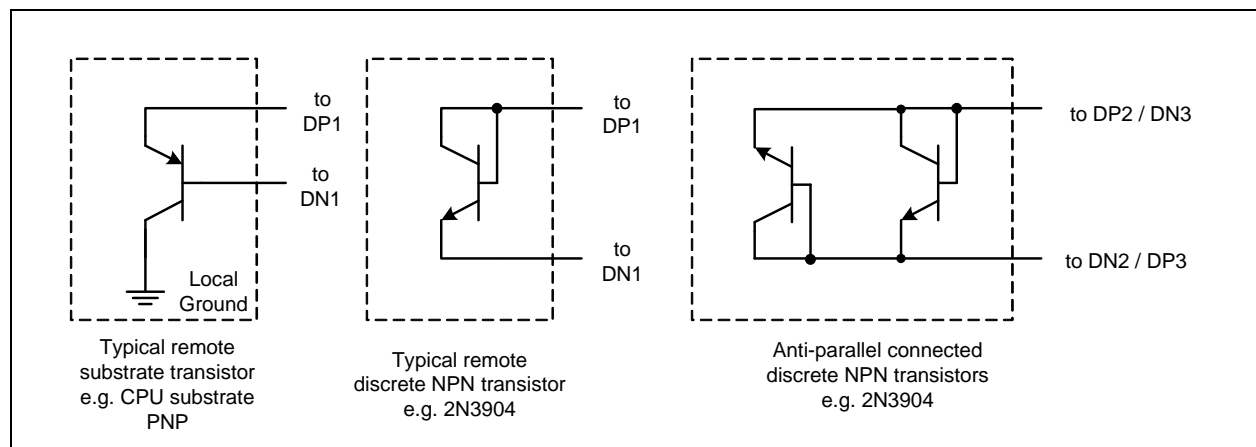 to
DP1
to
DN1
Local
Ground
Typical remote
substrate transistor
e.g. CPU substrate
PNP
to
DP1
to
DN1
Typical remote
discrete NPN transistor
e.g. 2N3904
to DP2 / DN3
to DN2 / DP3
Anti-parallel connected
discrete NPN transistors
e.g. 2N3904